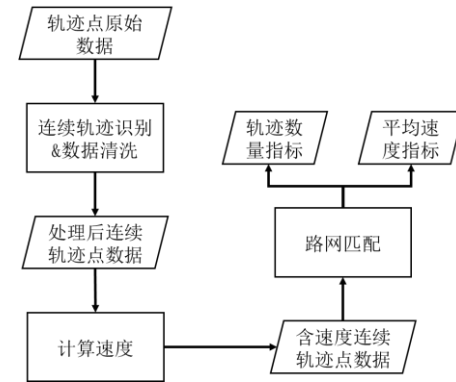 轨迹点原始
数据
连续轨迹识别
&数据清洗
处理后连续
轨迹点数据
计算速度
含速度连续
轨迹点数据
路网匹配
轨迹数
量指标
平均速
度指标